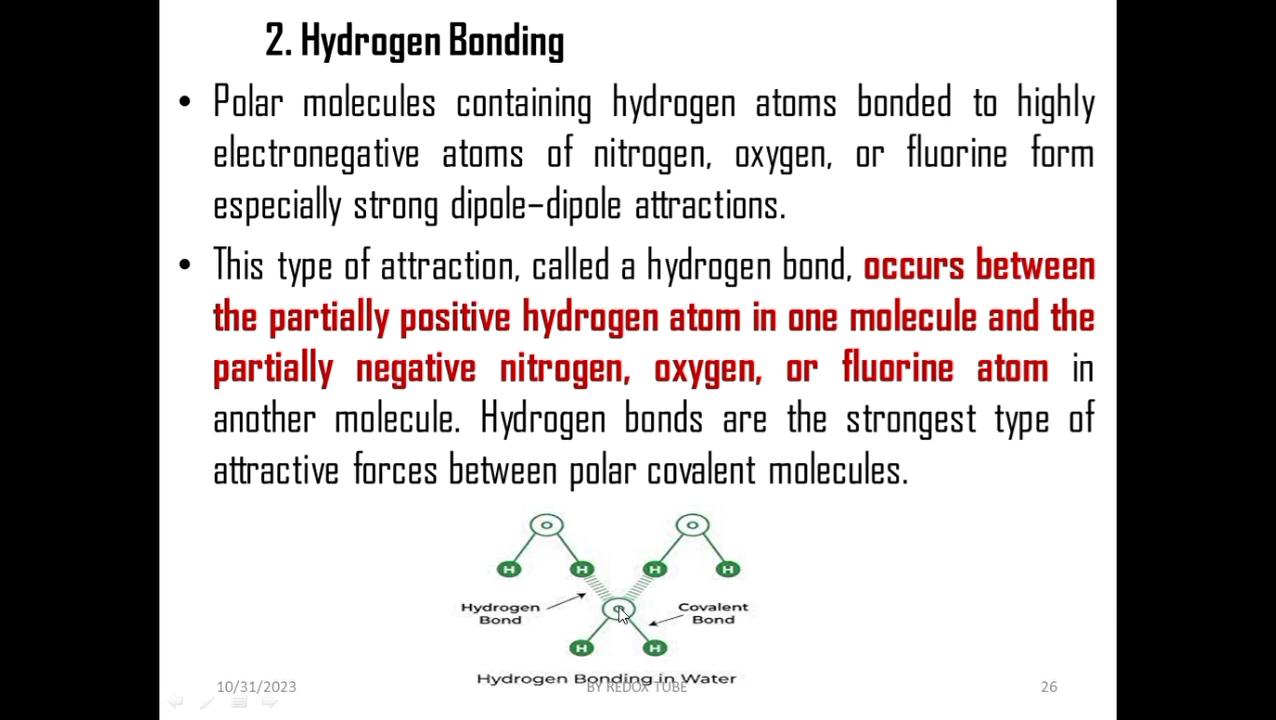 2. Hydrogen Bonding
• Polar molecules containing hydrogen atoms bonded to highly
electronegative atoms of nitrogen, oxygen, or fluorine form
especially strong dipole–dipole attractions.
• This type of attraction, called a hydrogen bond, occurs between
the partially positive hydrogen atom in one molecule and the
partially negative nitrogen, oxygen, or fluorine atom in
another molecule. Hydrogen bonds are the strongest type of
attractive forces between polar covalent molecules.
O O
H H H H
Hydrogen
Bond
O
Covalent
Bond
H H
Hydrogen Bonding in Water
10/31/2023
BY REDOX TUBE
26